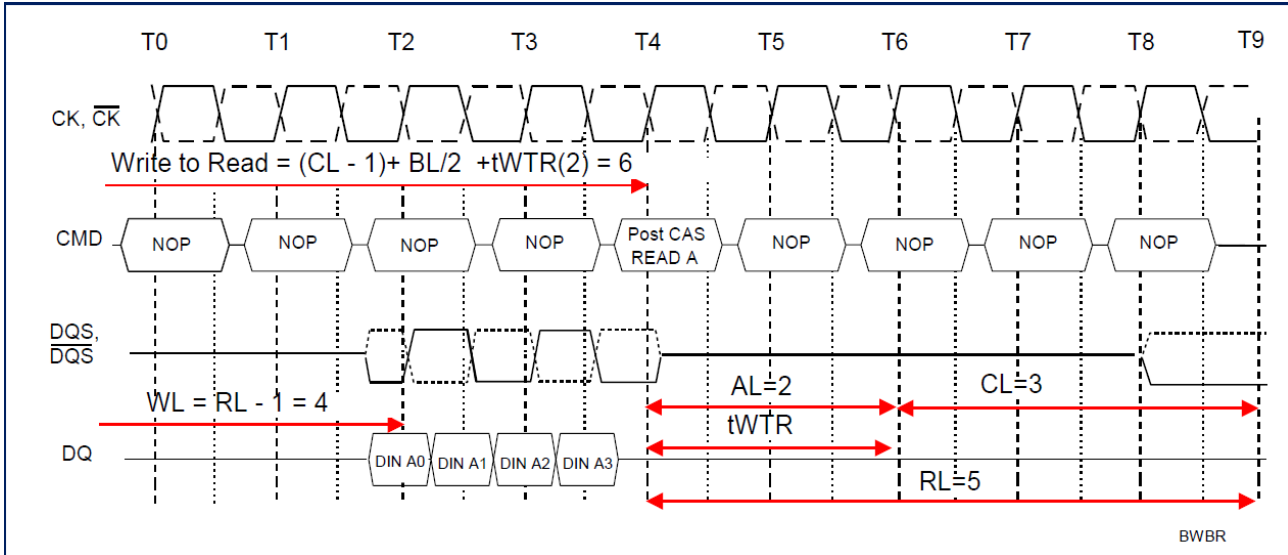 T0 T1 T2 T3 T4 T5 T6 T7 T8 T9
CK, CK
Write to Read = (CL - 1)+ BL/2 +tWTR(2) = 6
CMD NOP NOP NOP NOP Post CAS READ A NOP NOP NOP NOP
DQS,
DQS
AL=2 CL=3
WL = RL - 1 = 4
tWTR
DQ DIN A0 DIN A1 DIN A2 DIN A3
RL=5
BWBR